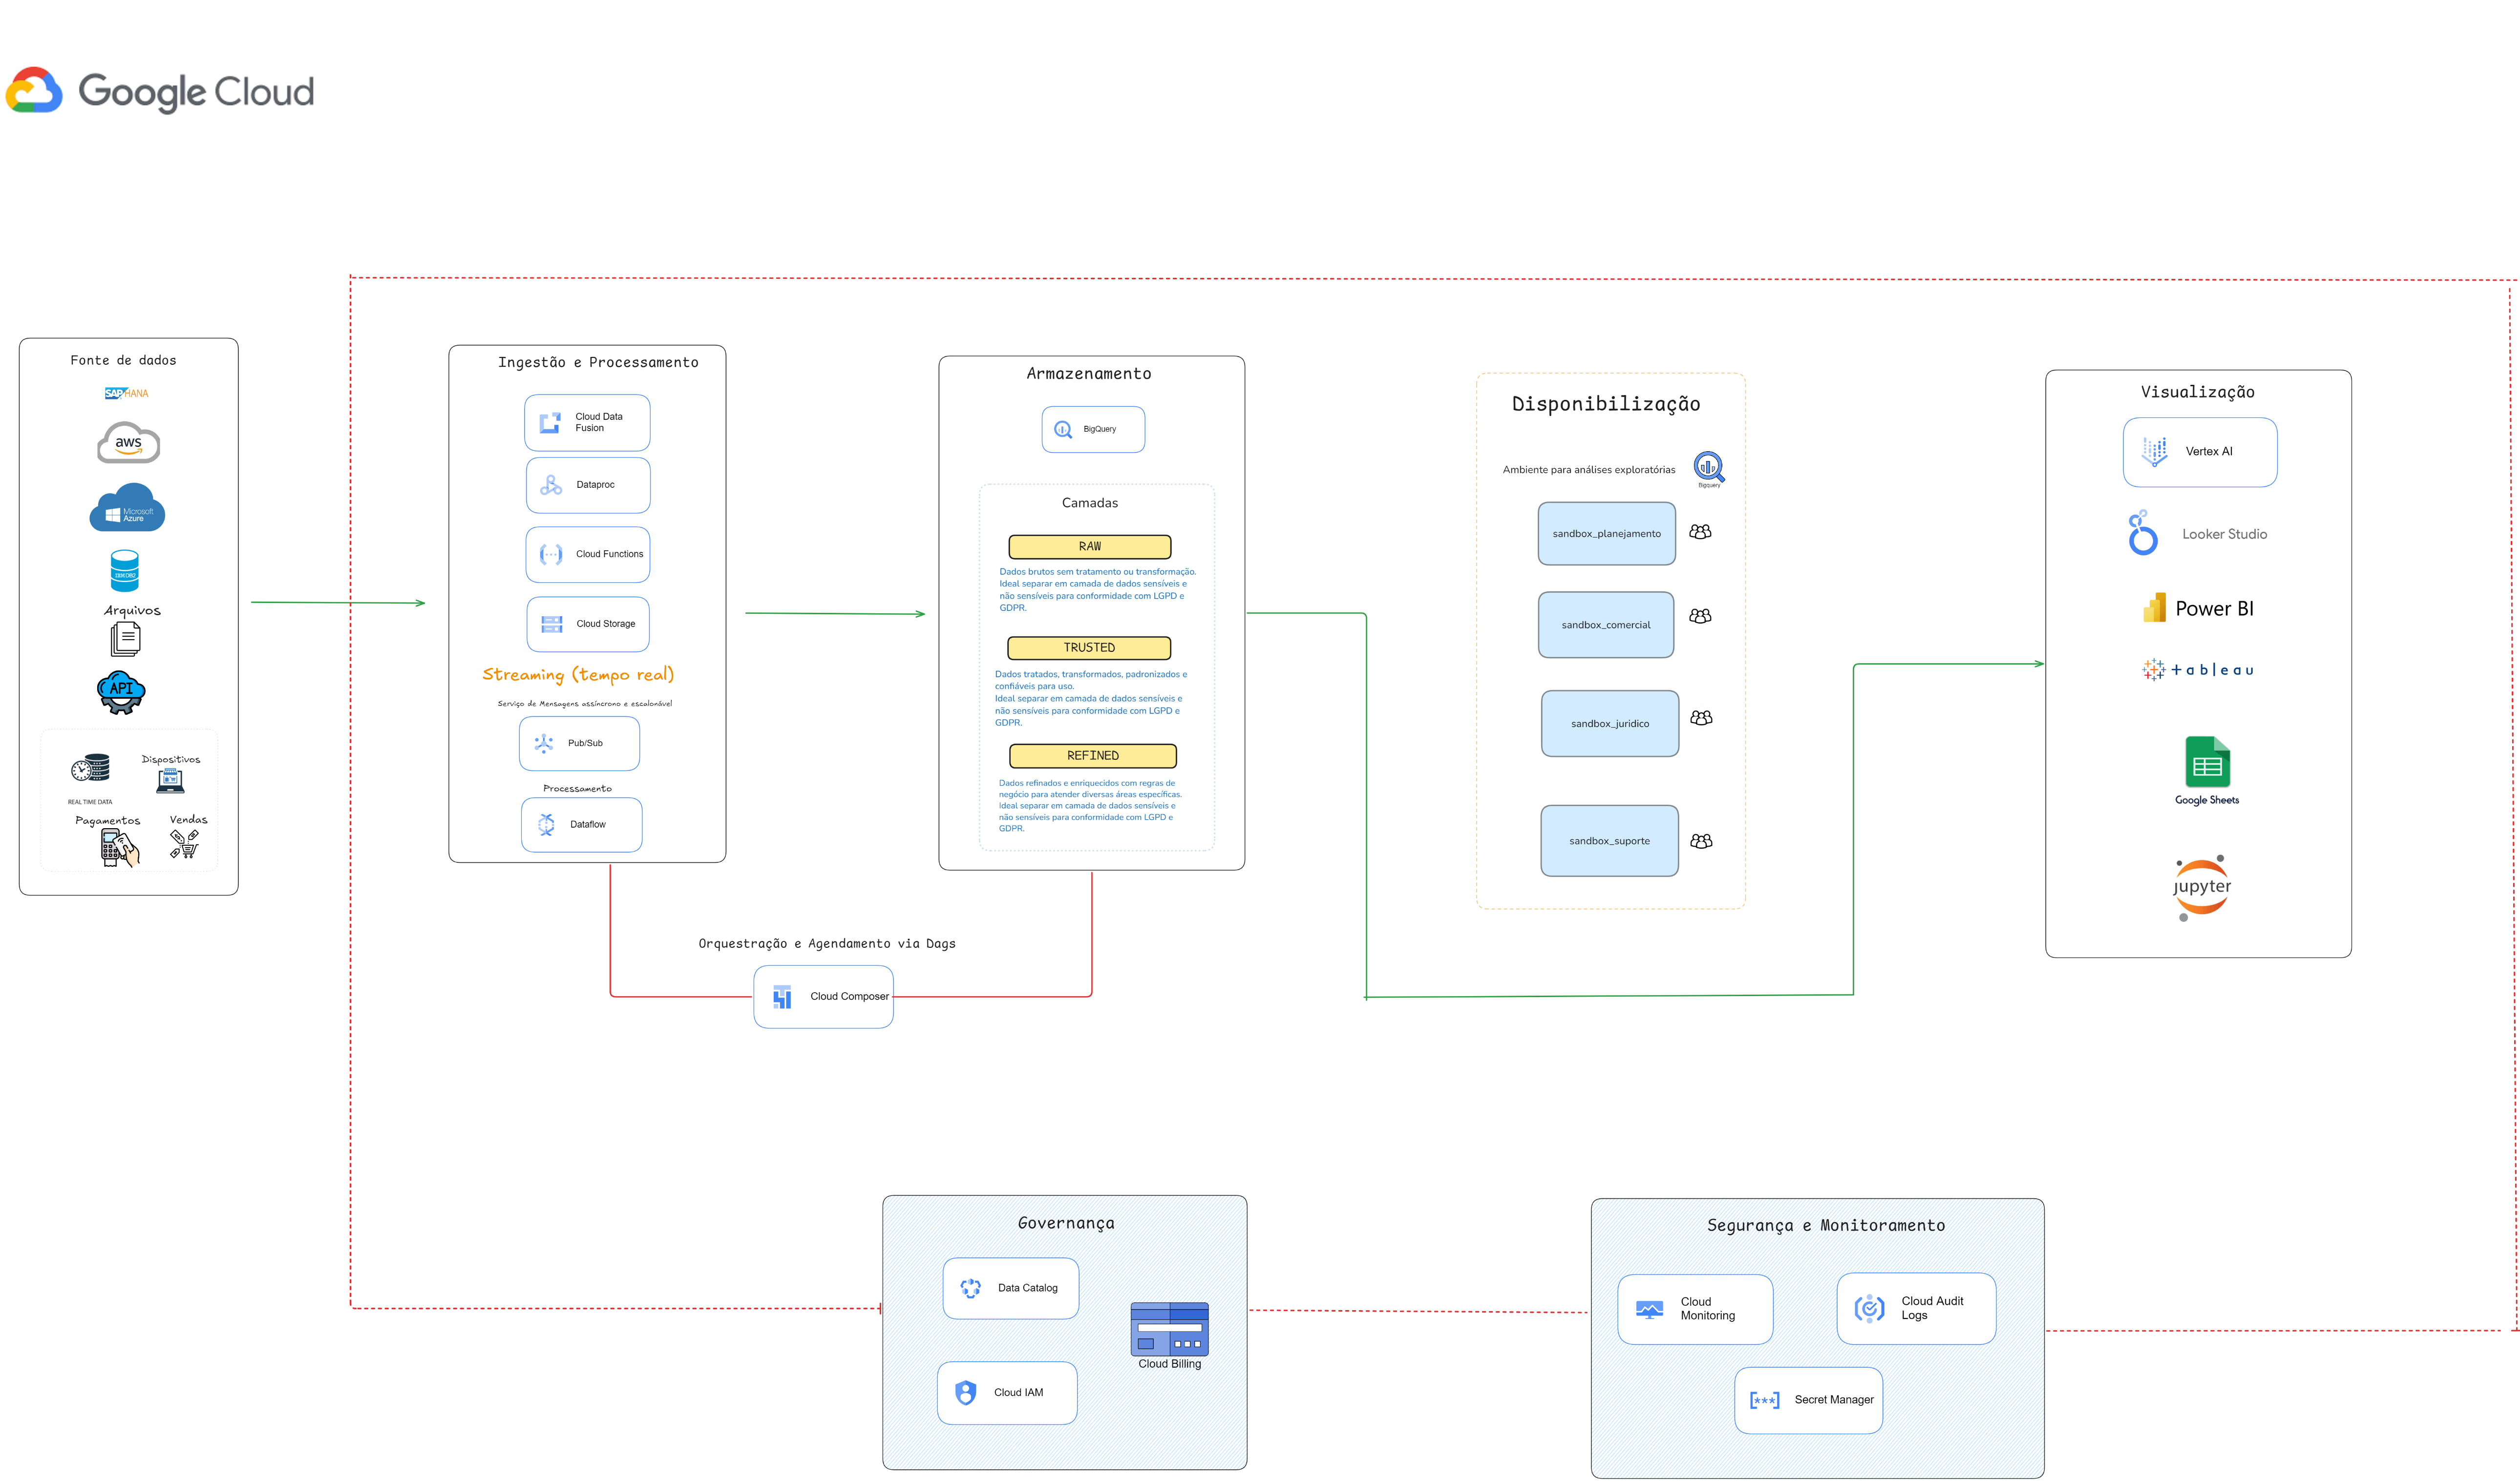 Google Cloud
Fonte de dados
SAP HANA
aws
Microsoft
Azure
IBM DB2
Arquivos
API
Dispositivos
REAL TIME DATA
Pagamentos
Vendas
Ingestão e Processamento
Cloud Data
Fusion
Dataproc
Cloud Functions
Cloud Storage
Streaming (tempo real)
Serviço de Mensagens assíncrono e escalonável
Pub/Sub
Processamento
Dataflow
Armazenamento
BigQuery
Camadas
RAW
Dados brutos sem tratamento ou transformação.
Ideal separar em camada de dados sensíveis e
não sensíveis para conformidade com LGPD e
GDPR.
TRUSTED
Dados tratados, transformados, padronizados e
confiáveis para uso.
Ideal separar em camada de dados sensíveis e
não sensíveis para conformidade com LGPD e
GDPR.
REFINED
Dados refinados e enriquecidos com regras de
negócio para atender diversas áreas específicas.
Ideal separar em camada de dados sensíveis e
não sensíveis para conformidade com LGPD e
GDPR.
Orquestração e Agendamento via Dags
Cloud Composer
Disponibilização
Ambiente para análises exploratórias
Bigquery
sandbox_planejamento
sandbox_comercial
sandbox_juridico
sandbox_suporte
Visualização
Vertex AI
Looker Studio
Power BI
+ableau
Google Sheets
jupyter
Governança
Data Catalog
Cloud Billing
Cloud IAM
Segurança e Monitoramento
Cloud
Monitoring
Cloud Audit
Logs
Secret Manager